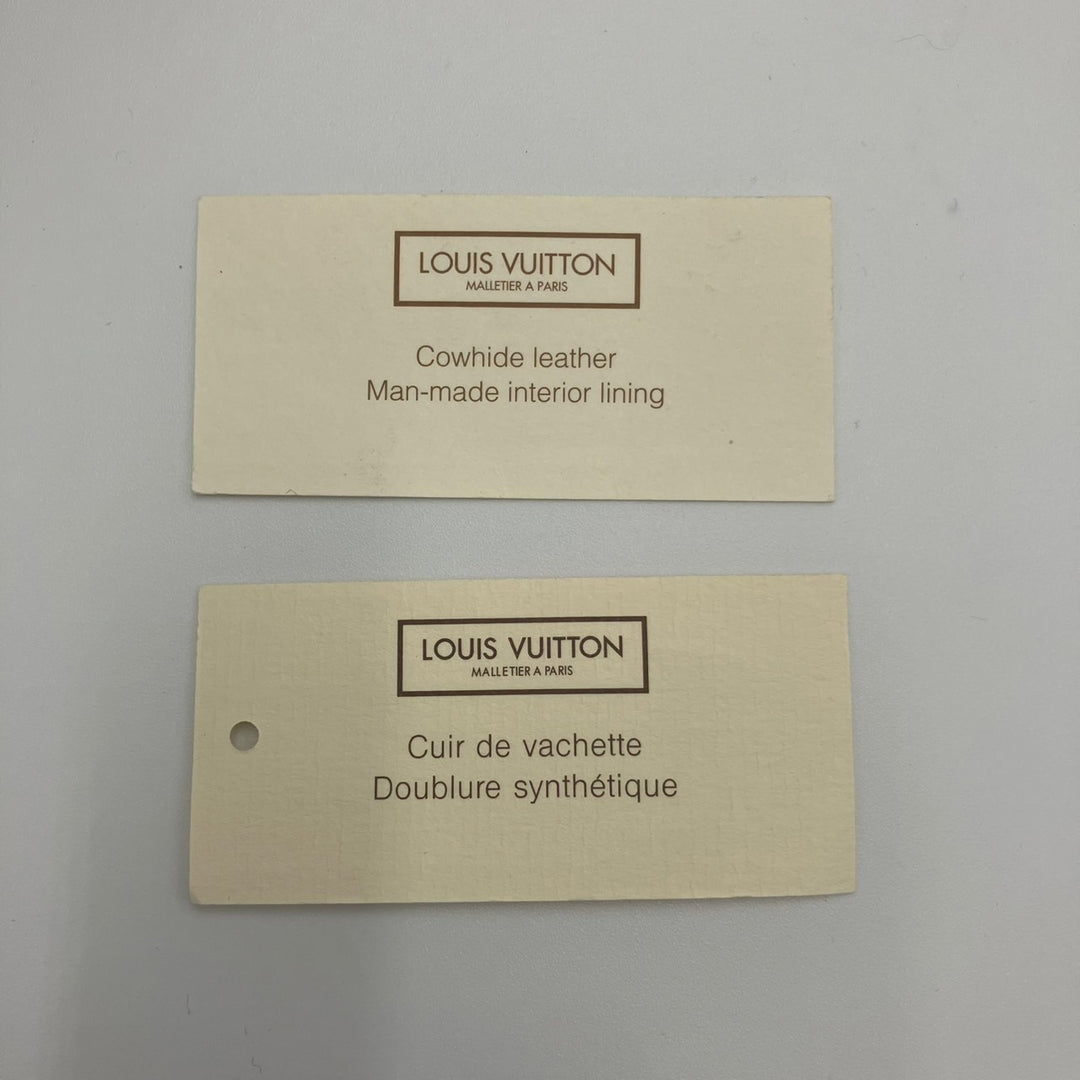 LOUIS VUITTON
MALLETIER A PARIS
Cowhide leather
Man-made interior lining
LOUIS VUITTON
MALLETIER A PARIS
Cuir de vachette
Doublure synthétique